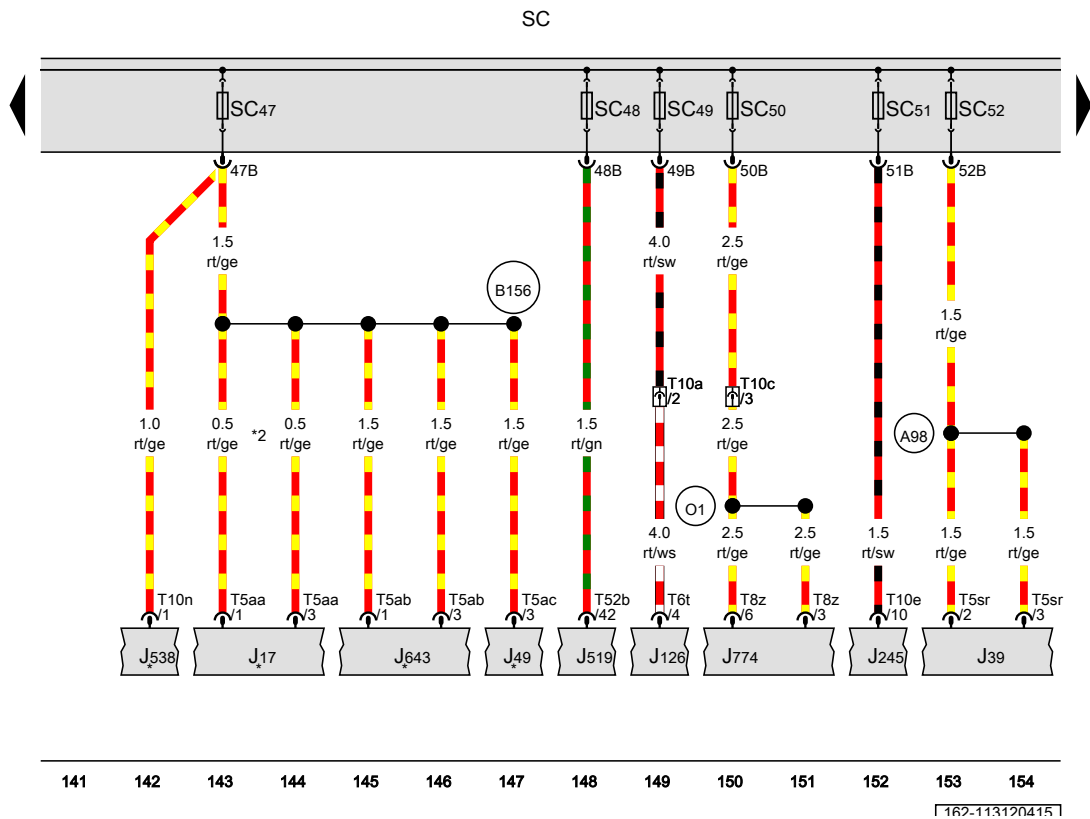 SC
SC47 SC48 SC49 SC50 SC51 SC52
47B 48B 49B 50B 51B 52B
1.5 4.0 2.5
rt/ge rt/sw rt/ge
B156
1.5
rt/ge
T10a T10c
/2 /3
1.0 0.5 *2 0.5 1.5 1.5 1.5 1.5 2.5
rt/ge rt/ge rt/ge rt/ge rt/ge rt/ge rt/gn rt/ge
A98
O1
4.0 2.5 2.5 1.5 1.5 1.5
rt/ws rt/ge rt/ge rt/sw rt/ge rt/ge
T10n T5aa T5aa T5ab T5ab T5ac T52b T6t T8z T8z T10e T5sr T5sr
/1 /1 /3 /1 /3 /3 /42 /4 /6 /3 /10 /2 /3
J538 J17 J643 J49 J519 J126 J774 J245 J39
* * * *
141 142 143 144 145 146 147 148 149 150 151 152 153 154
162-113120415